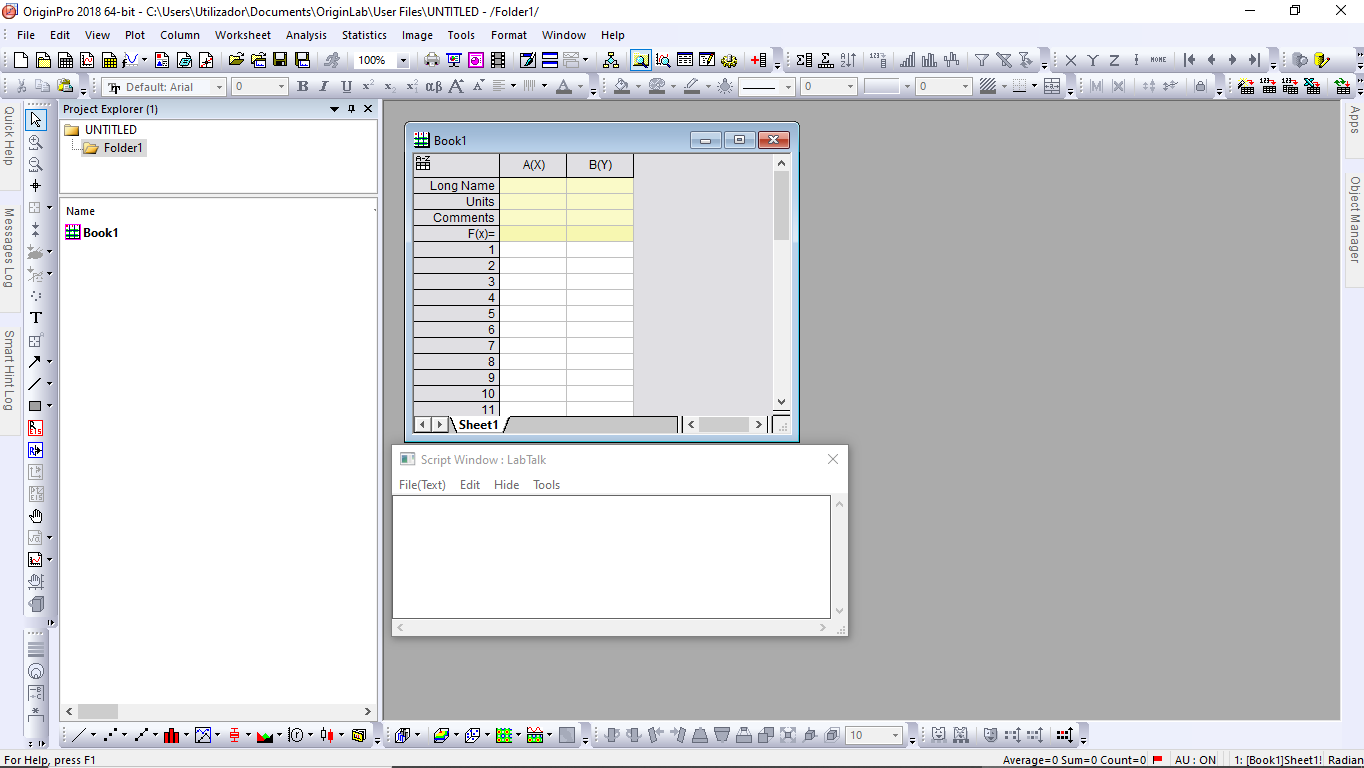 OriginPro 2018 64-bit - C:\Users\Utilizador\Documents\OriginLab\User Files\UNTITLED - /Folder1/
File Edit View Plot Column Worksheet Analysis Statistics Image Tools Format Window Help
100%
Default: Arial 0 B I U αβ A A A 0 0
Quick Help
Messages Log
Smart Hint Log
Project Explorer (1)
UNTITLED
Folder1
Name
Book1
Book1
A(X) B(Y)
Long Name
Units
Comments
F(x)=
1
2
3
4
5
6
7
8
9
10
11
Sheet1
Script Window : LabTalk
File(Text) Edit Hide Tools
Apps
Object Manager
10
For Help, press F1
Average=0 Sum=0 Count=0 AU : ON 1: [Book1]Sheet1! Radian